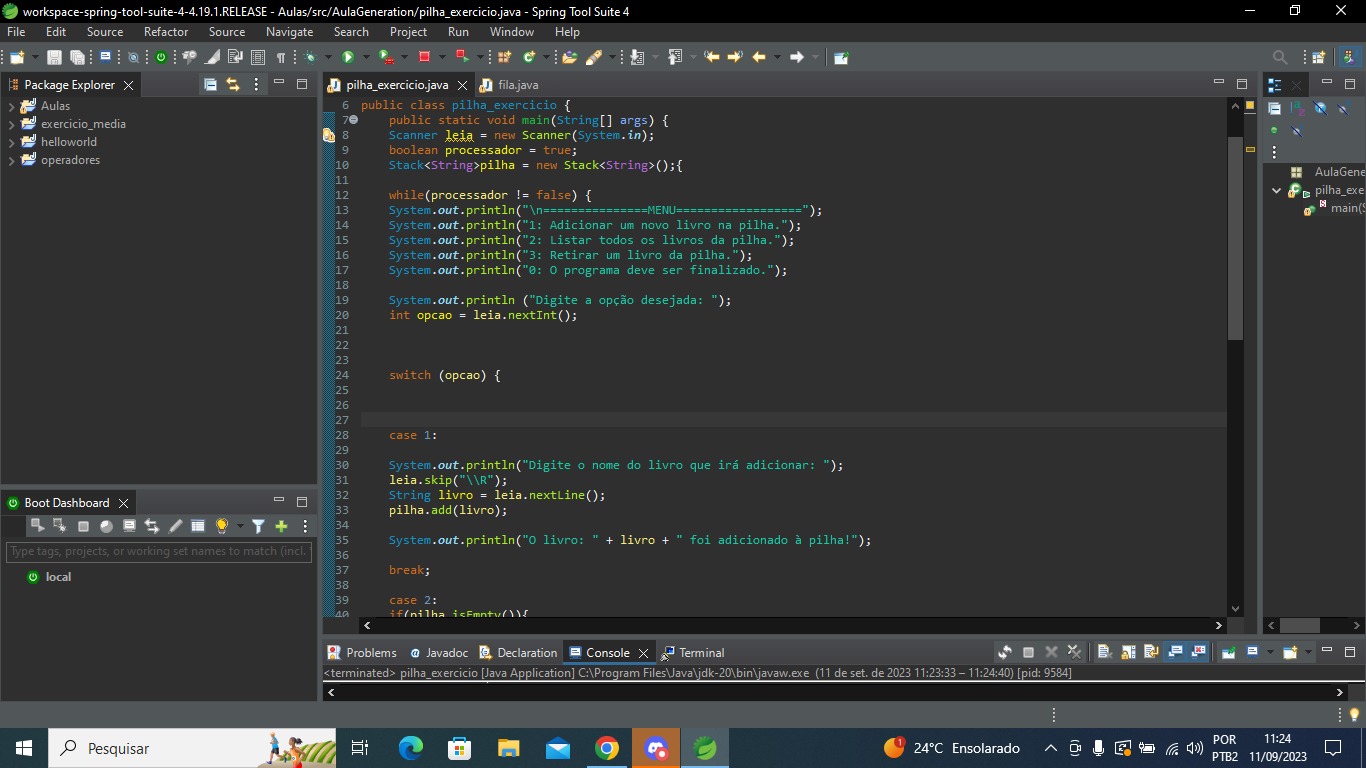 workspace-spring-tool-suite-4-4.19.1.RELEASE - Aulas/src/AulaGeneration/pilha_exercicio.java - Spring Tool Suite 4
File Edit Source Refactor Source Navigate Search Project Run Window Help
Package Explorer
Aulas
exercicio_media
helloworld
operadores
pilha_exercicio.java
fila.java
6 public class pilha_exercicio {
7 public static void main(String[] args) {
8 Scanner leia = new Scanner(System.in);
9 boolean processador = true;
10 Stack<String>pilha = new Stack<String>();{
11
12 while(processador != false) {
13 System.out.println("\n===============MENU==================");
14 System.out.println("1: Adicionar um novo livro na pilha.");
15 System.out.println("2: Listar todos os livros da pilha.");
16 System.out.println("3: Retirar um livro da pilha.");
17 System.out.println("0: O programa deve ser finalizado.");
18
19 System.out.println ("Digite a opção desejada: ");
20 int opcao = leia.nextInt();
21
22
23
24 switch (opcao) {
25
26
27
28 case 1:
29
30 System.out.println("Digite o nome do livro que irá adicionar: ");
31 leia.skip("\\R");
32 String livro = leia.nextLine();
33 pilha.add(livro);
34
35 System.out.println("O livro: " + livro + " foi adicionado à pilha!");
36
37 break;
38
39 case 2:
40 if(pilha.isEmpty()){
AulaGene
pilha_exe
main(S
Boot Dashboard
Type tags, projects, or working set names to match (incl.
local
Problems Javadoc Declaration Console Terminal
<terminated> pilha_exercicio [Java Application] C:\Program Files\Java\jdk-20\bin\javaw.exe (11 de set. de 2023 11:23:33 – 11:24:40) [pid: 9584]
Pesquisar
1
24°C Ensolarado
POR
PTB2
11:24
11/09/2023